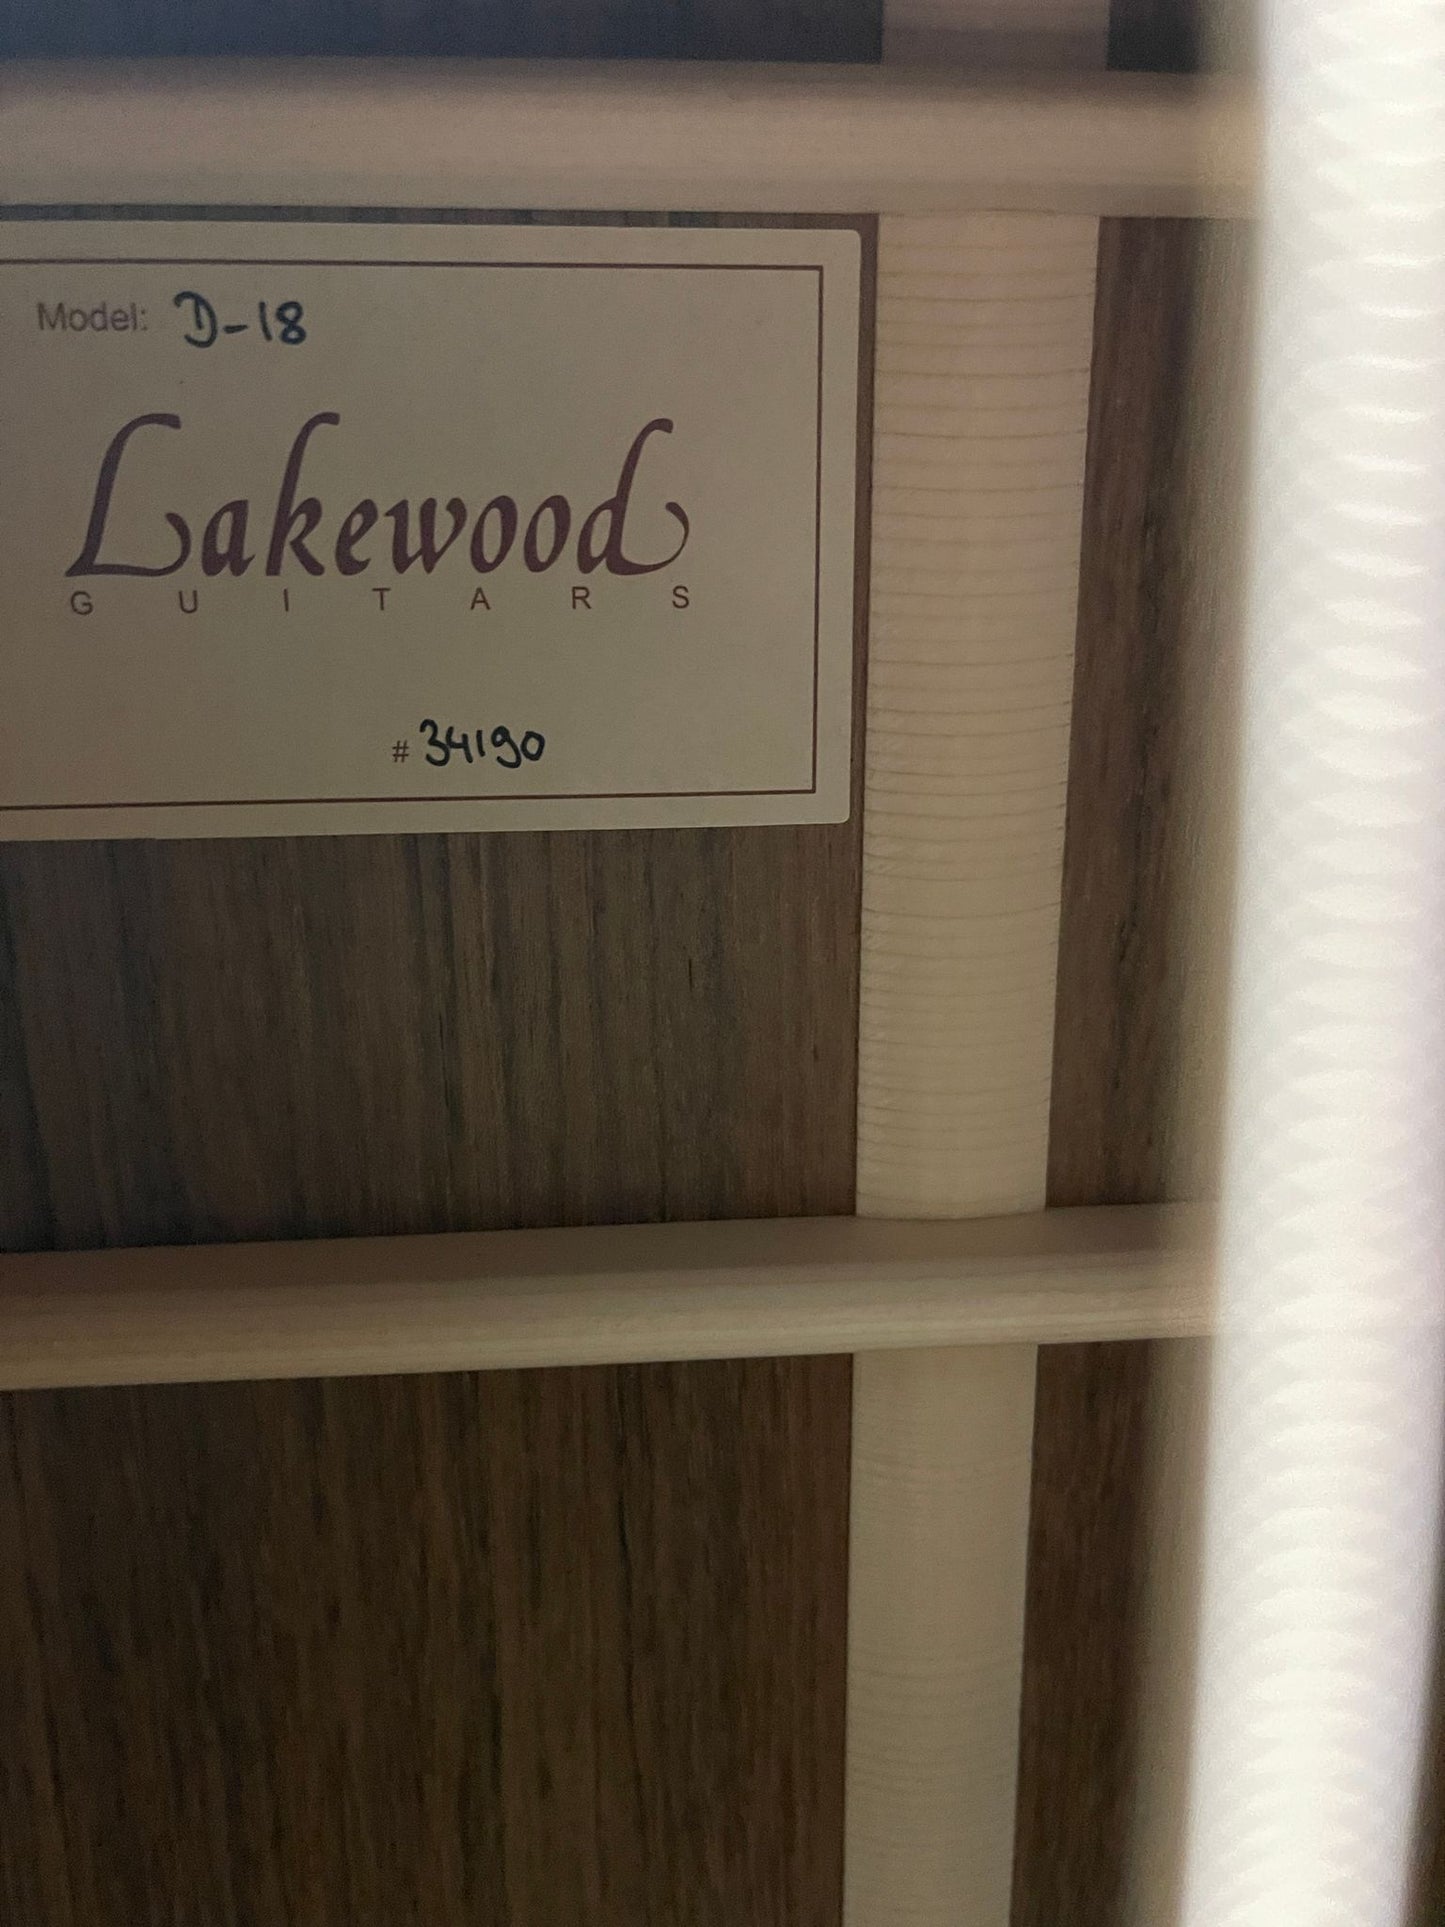 Model: D-18
Lakewood
GUITARS
# 34190